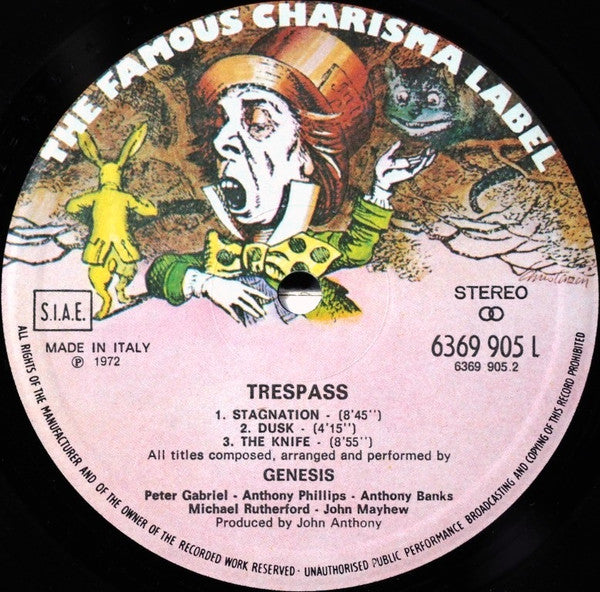 THE FAMOUS CHARISMA LABEL
S.I.A.E.
MADE IN ITALY
℗ 1972
STEREO
6369 905 L
6369 905.2
TRESPASS
1. STAGNATION - (8'45'')
2. DUSK - (4'15'')
3. THE KNIFE - (8'55'')
All titles composed, arranged and performed by
GENESIS
Peter Gabriel - Anthony Phillips - Anthony Banks
Michael Rutherford - John Mayhew
Produced by John Anthony
ALL RIGHTS OF THE MANUFACTURER AND OF THE OWNER OF THE RECORDED WORK RESERVED - UNAUTHORISED PUBLIC PERFORMANCE BROADCASTING AND COPYING OF THIS RECORD PROHIBITED